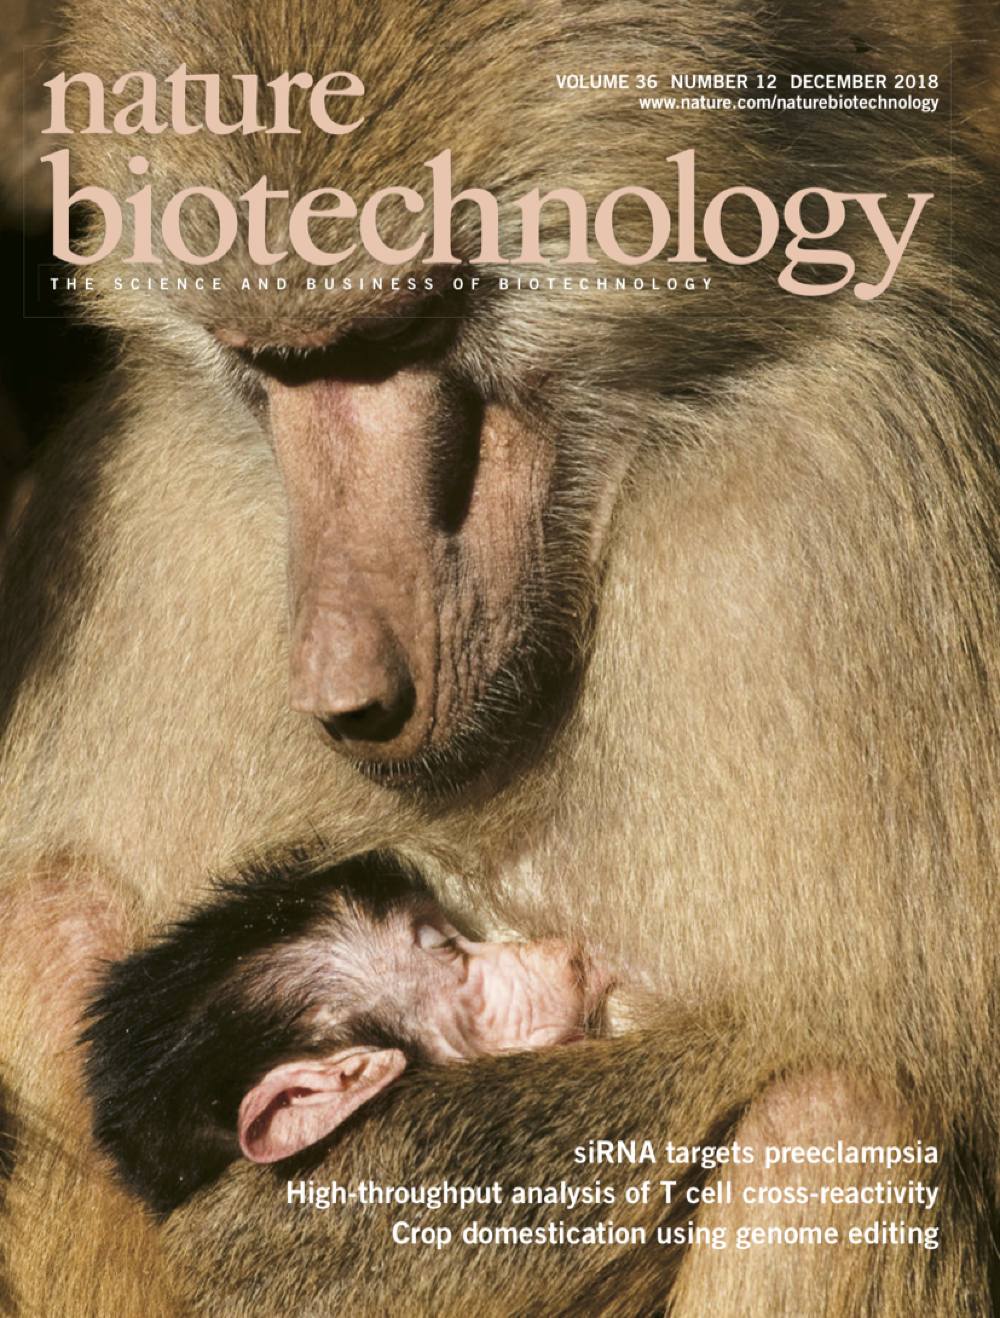 nature
VOLUME 36 NUMBER 12 DECEMBER 2018
www.nature.com/naturebiotechnology
biotechnology
THE SCIENCE AND BUSINESS OF BIOTECHNOLOGY
siRNA targets preeclampsia
High-throughput analysis of T cell cross-reactivity
Crop domestication using genome editing